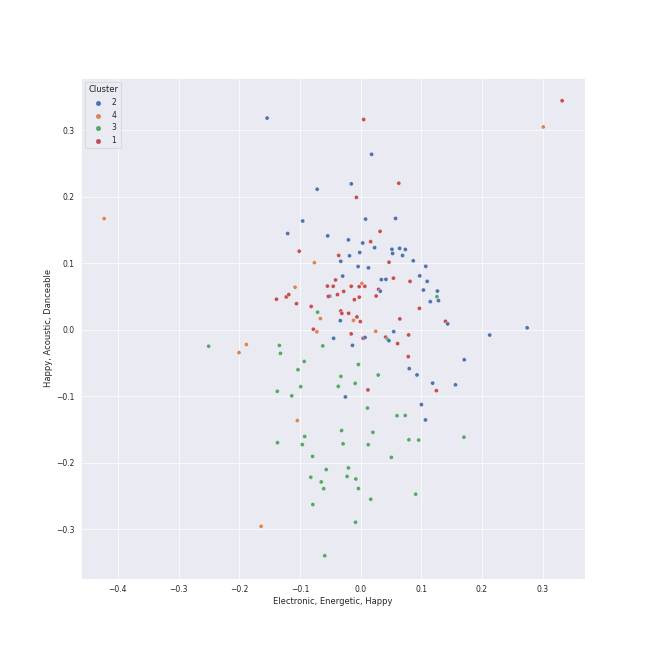 Cluster
2
4
3
1
0.3
0.2
0.1
0.0
−0.1
−0.2
−0.3
Happy, Acoustic, Danceable
−0.4 −0.3 −0.2 −0.1 0.0 0.1 0.2 0.3
Electronic, Energetic, Happy